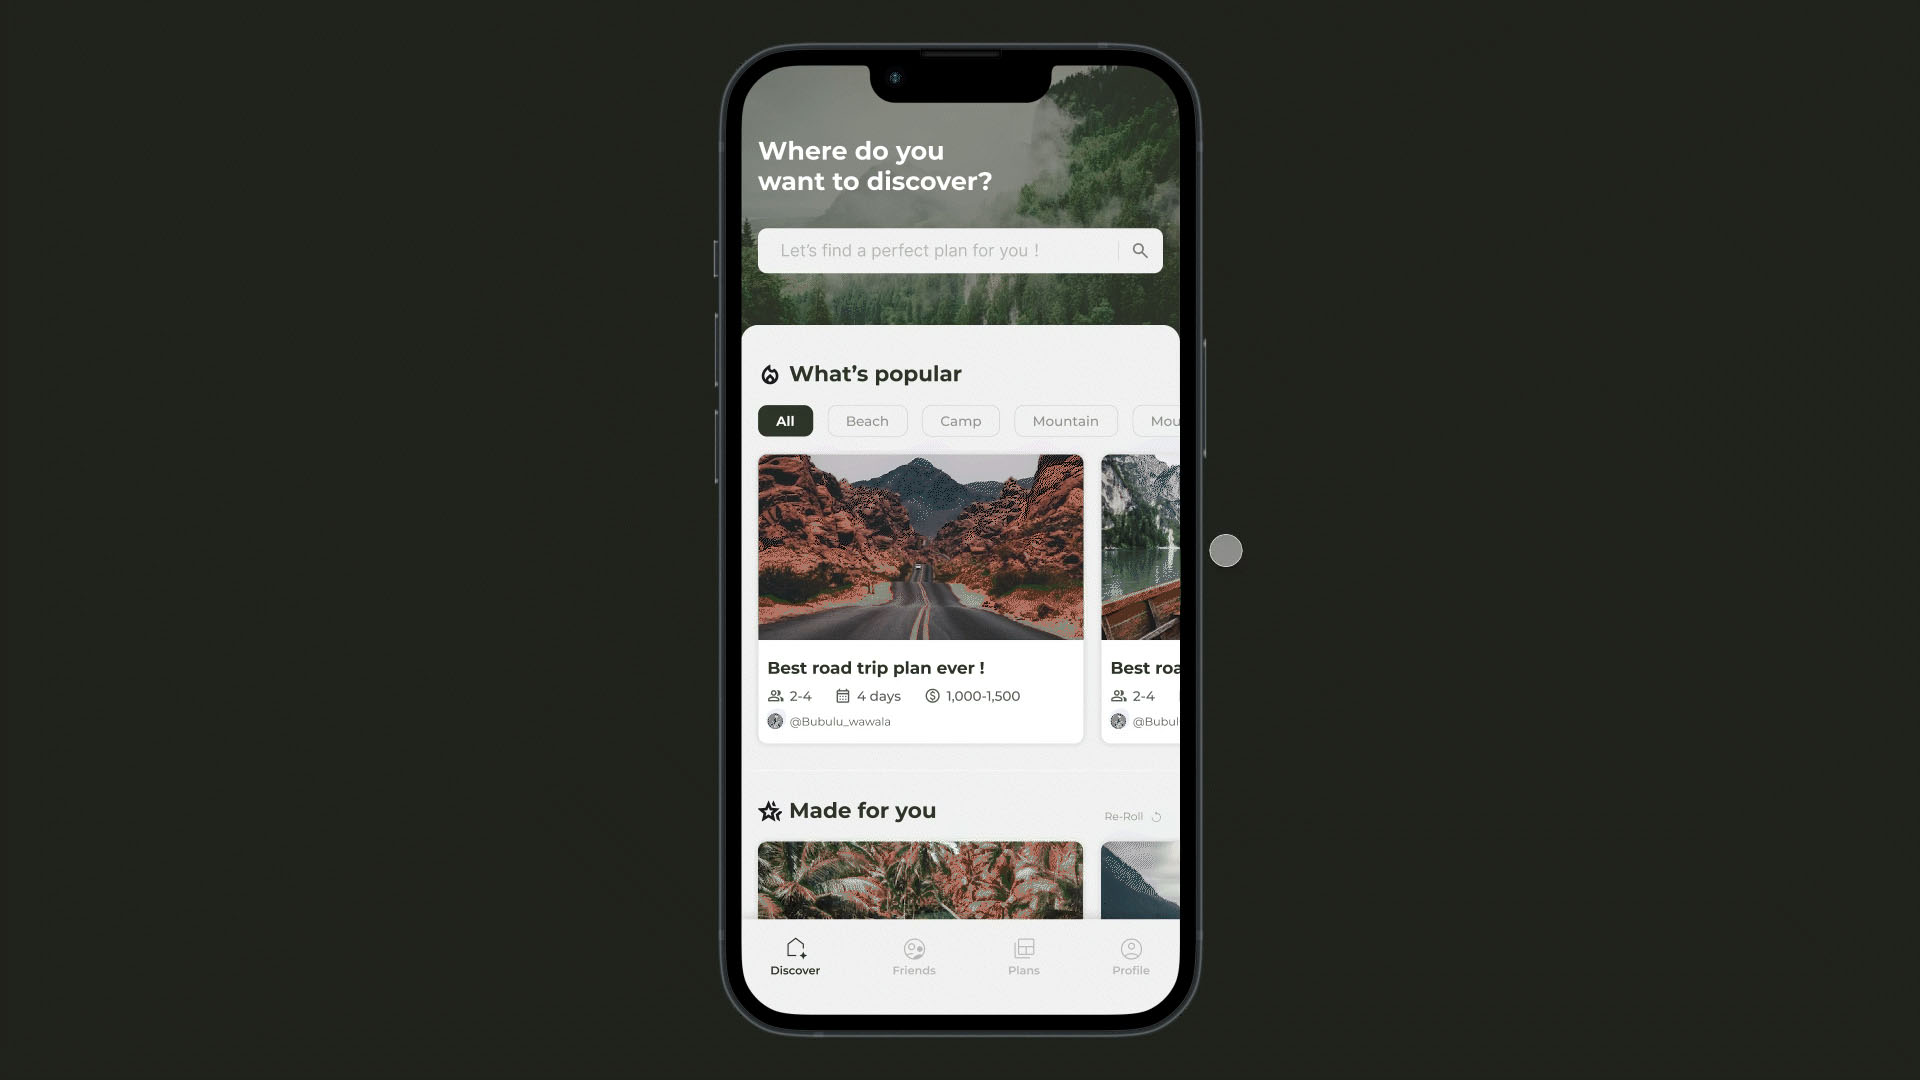 Where do you
want to discover?
Let's find a perfect plan for you !
What's popular
All
Beach
Camp
Mountain
Mou
Best road trip plan ever !
2-4
4 days
1,000-1,500
@Bubulu_wawala
Best roa
2-4
@Bubul
Made for you
Re-Roll
Discover
Friends
Plans
Profile